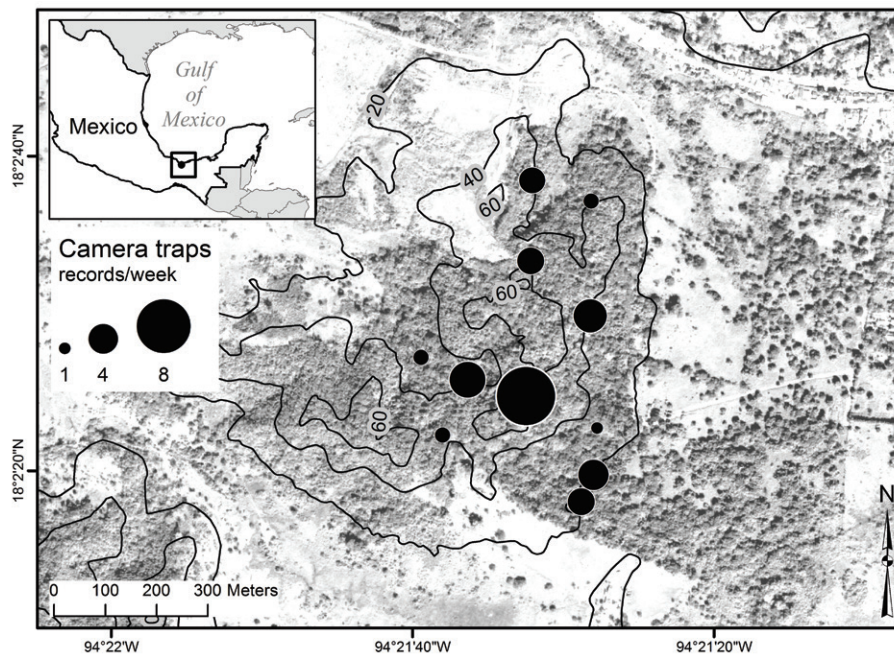 Gulf
of
Mexico
Mexico
Camera traps
records/week
1 4 8
20
40
60
60
60
18°2'40"N
18°2'20"N
N
0 100 200 300 Meters
94°22'W 94°21'40"W 94°21'20"W